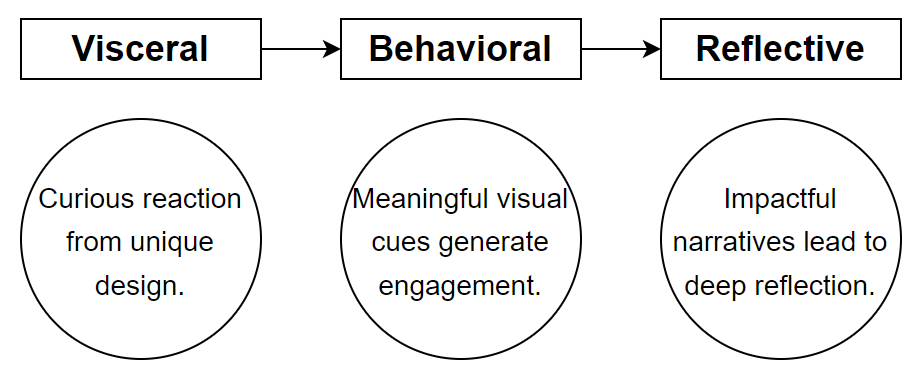 Visceral
Behavioral
Reflective
Curious reaction
from unique
design.
Meaningful visual
cues generate
engagement.
Impactful
narratives lead to
deep reflection.